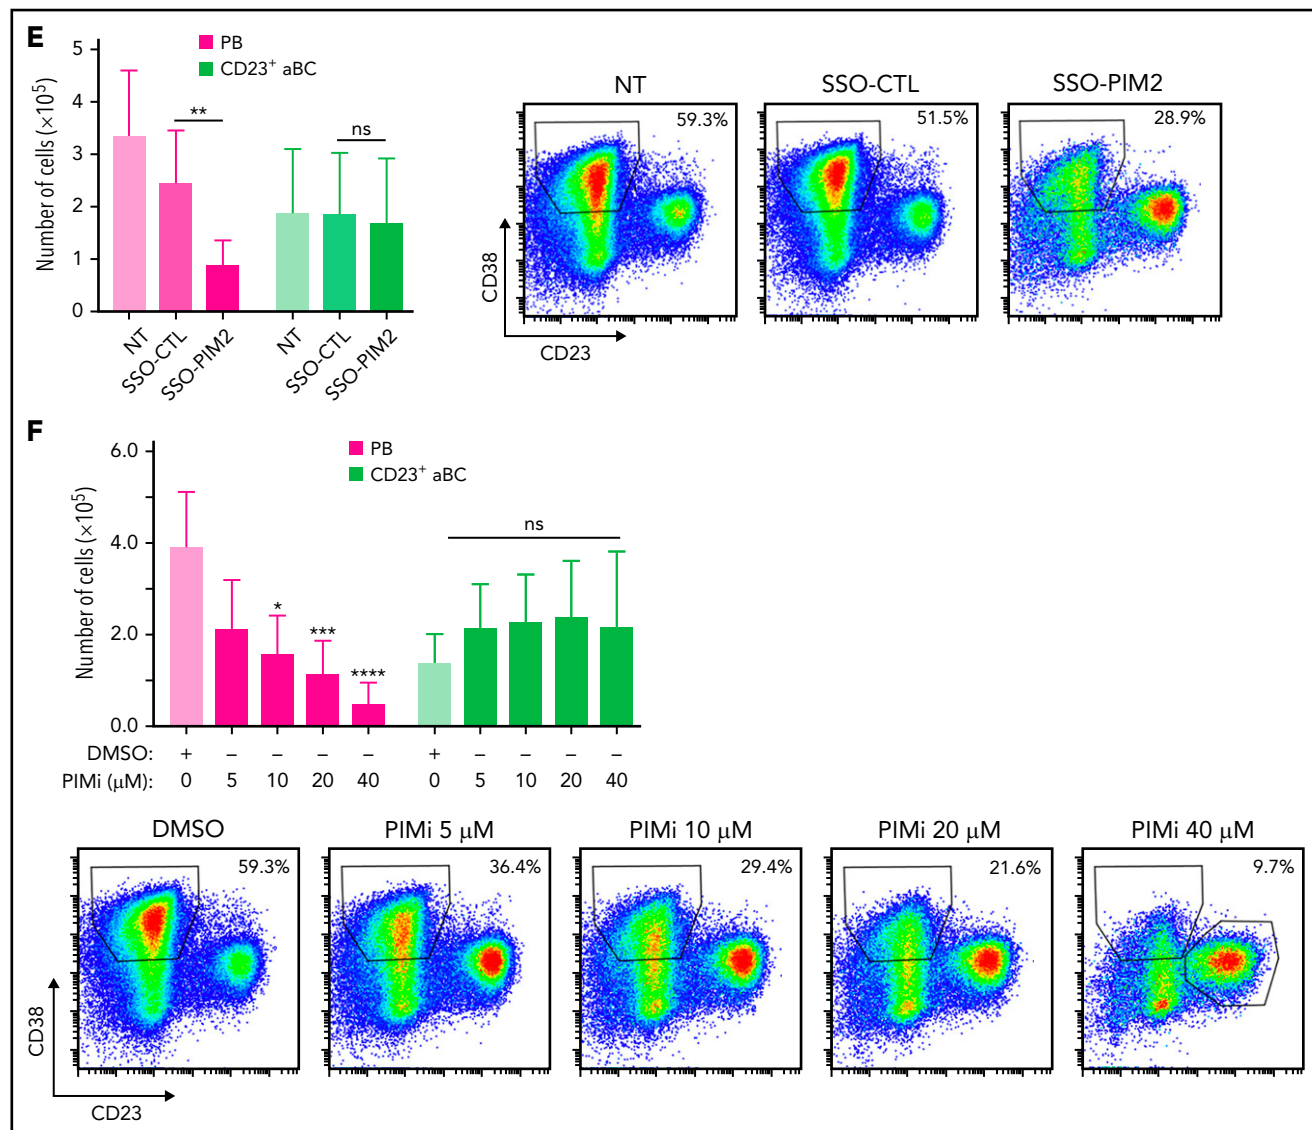 E
PB
CD23+ aBC
Number of cells (×10^5)
5
4
3
2
1
0
**
ns
NT
SSO-CTL
SSO-PIM2
NT
SSO-CTL
SSO-PIM2
NT
SSO-CTL
SSO-PIM2
59.3%
51.5%
28.9%
CD38
CD23
F
PB
CD23+ aBC
Number of cells (×10^5)
6.0
4.0
2.0
0.0
*
***
****
ns
DMSO: + – – – – + – – – –
PIMi (μM): 0 5 10 20 40 0 5 10 20 40
DMSO
PIMi 5 μM
PIMi 10 μM
PIMi 20 μM
PIMi 40 μM
59.3%
36.4%
29.4%
21.6%
9.7%
CD38
CD23